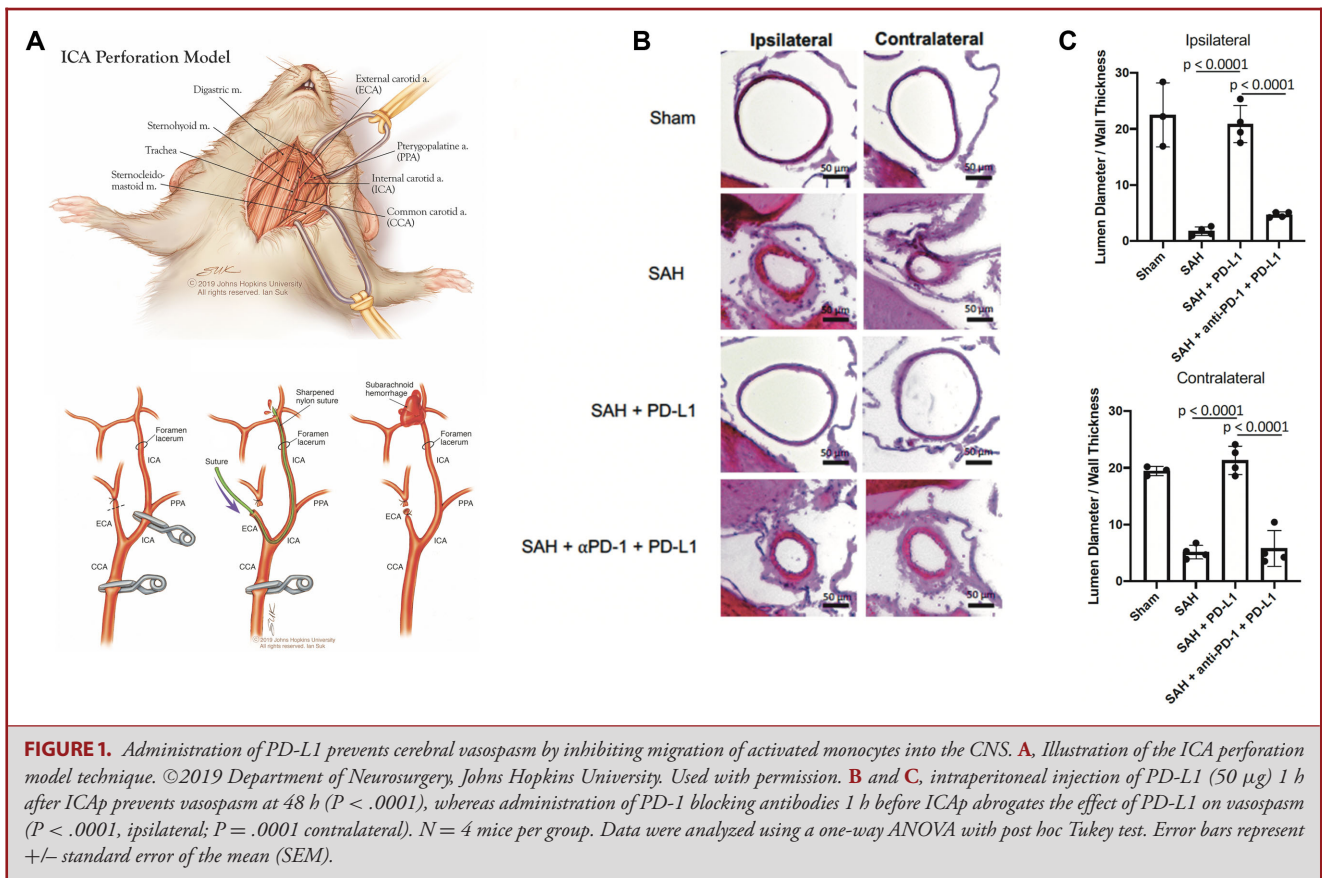 A
ICA Perforation Model
Digastric m.
Sternohyoid m.
Trachea
Sternocleido-
mastoid m.
External carotid a.
(ECA)
Pterygopalatine a.
(PPA)
Internal carotid a.
(ICA)
Common carotid a.
(CCA)
SUK
© 2019 Johns Hopkins University
All rights reserved. Ian Suk
Foramen
lacerum
ICA
PPA
ECA
ICA
CCA
Sharpened
nylon suture
Foramen
lacerum
Suture
ICA
PPA
ECA
ICA
CCA
Subarachnoid
hemorrhage
Foramen
lacerum
ICA
PPA
ECA
ICA
CCA
SUK
© 2019 Johns Hopkins University
All rights reserved. Ian Suk
B
Ipsilateral
Contralateral
Sham
50 μm
50 μm
SAH
50 μm
50 μm
SAH + PD-L1
50 μm
50 μm
SAH + αPD-1 + PD-L1
50 μm
50 μm
C
Ipsilateral
p < 0.0001
p < 0.0001
Lumen Diameter / Wall Thickness
30
20
10
0
Sham
SAH
SAH + PD-L1
SAH + anti-PD-1 + PD-L1
Contralateral
p < 0.0001
p < 0.0001
Lumen Diameter / Wall Thickness
30
20
10
0
Sham
SAH
SAH + PD-L1
SAH + anti-PD-1 + PD-L1
FIGURE 1. Administration of PD-L1 prevents cerebral vasospasm by inhibiting migration of activated monocytes into the CNS. A, Illustration of the ICA perforation
model technique. ©2019 Department of Neurosurgery, Johns Hopkins University. Used with permission. B and C, intraperitoneal injection of PD-L1 (50 μg) 1 h
after ICAp prevents vasospasm at 48 h (P < .0001), whereas administration of PD-1 blocking antibodies 1 h before ICAp abrogates the effect of PD-L1 on vasospasm
(P < .0001, ipsilateral; P = .0001 contralateral). N = 4 mice per group. Data were analyzed using a one-way ANOVA with post hoc Tukey test. Error bars represent
+/– standard error of the mean (SEM).